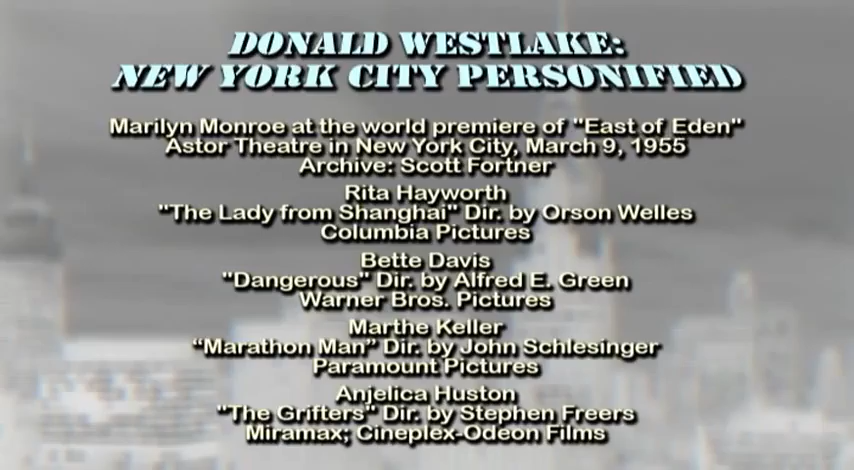 DONALD WESTLAKE:
NEW YORK CITY PERSONIFIED
Marilyn Monroe at the world premiere of "East of Eden"
Astor Theatre in New York City, March 9, 1955
Archive: Scott Fortner
Rita Hayworth
"The Lady from Shanghai" Dir. by Orson Welles
Columbia Pictures
Bette Davis
"Dangerous" Dir. by Alfred E. Green
Warner Bros. Pictures
Marthe Keller
“Marathon Man” Dir. by John Schlesinger
Paramount Pictures
Anjelica Huston
"The Grifters" Dir. by Stephen Freers
Miramax; Cineplex-Odeon Films